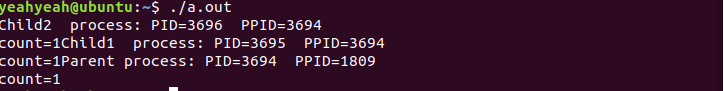 yeahyeah@ubuntu:~$ ./a.out
Child2  process: PID=3696  PPID=3694
count=1Child1  process: PID=3695  PPID=3694
count=1Parent process: PID=3694  PPID=1809
count=1